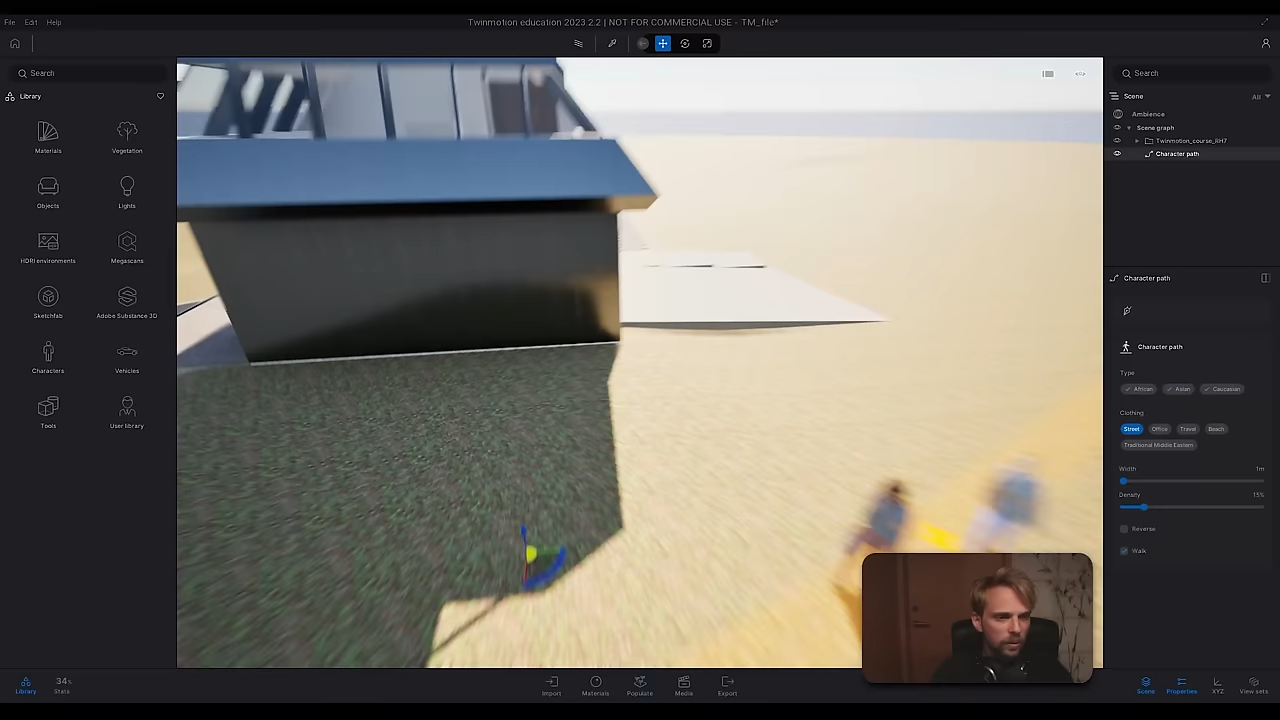 File Edit Help
Twinmotion education 2023 2.2 | NOT FOR COMMERCIAL USE - TM_file*
Search
Library
Materials
Vegetation
Objects
Lights
HDRI environments
Megascans
Sketchfab
Adobe Substance 3D
Characters
Vehicles
Tools
User library
Search
Scene
All
Ambience
Scene graph
Twinmotion_course_RH7
Character path
Character path
Character path
Type
African Asian Caucasian
Clothing
Street Office Travel Beach
Traditional Middle Eastern
Width 1m
Density 15%
Reverse
Walk
Library
34%
Stats
Import
Materials
Populate
Media
Export
Scene
Properties
XYZ
View sets